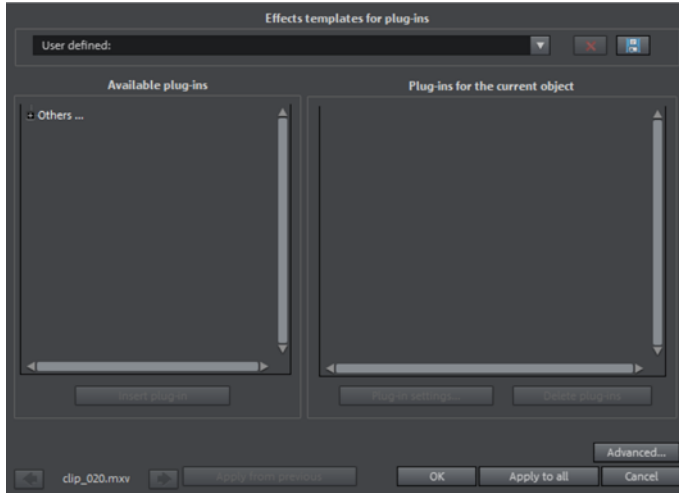 Effects templates for plug-ins
User defined:
Available plug-ins
Plug-ins for the current object
Others ...
Insert plug-in
Plug-in settings...
Delete plug-ins
Advanced...
clip_020.mxv
Apply from previous
OK
Apply to all
Cancel